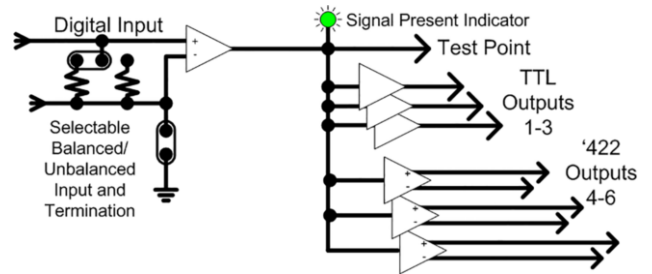 Digital Input
Signal Present Indicator
Test Point
+
-
TTL
Outputs
1-3
Selectable
Balanced/
Unbalanced
Input and
Termination
'422
Outputs
4-6
+
-
+
-
+
-